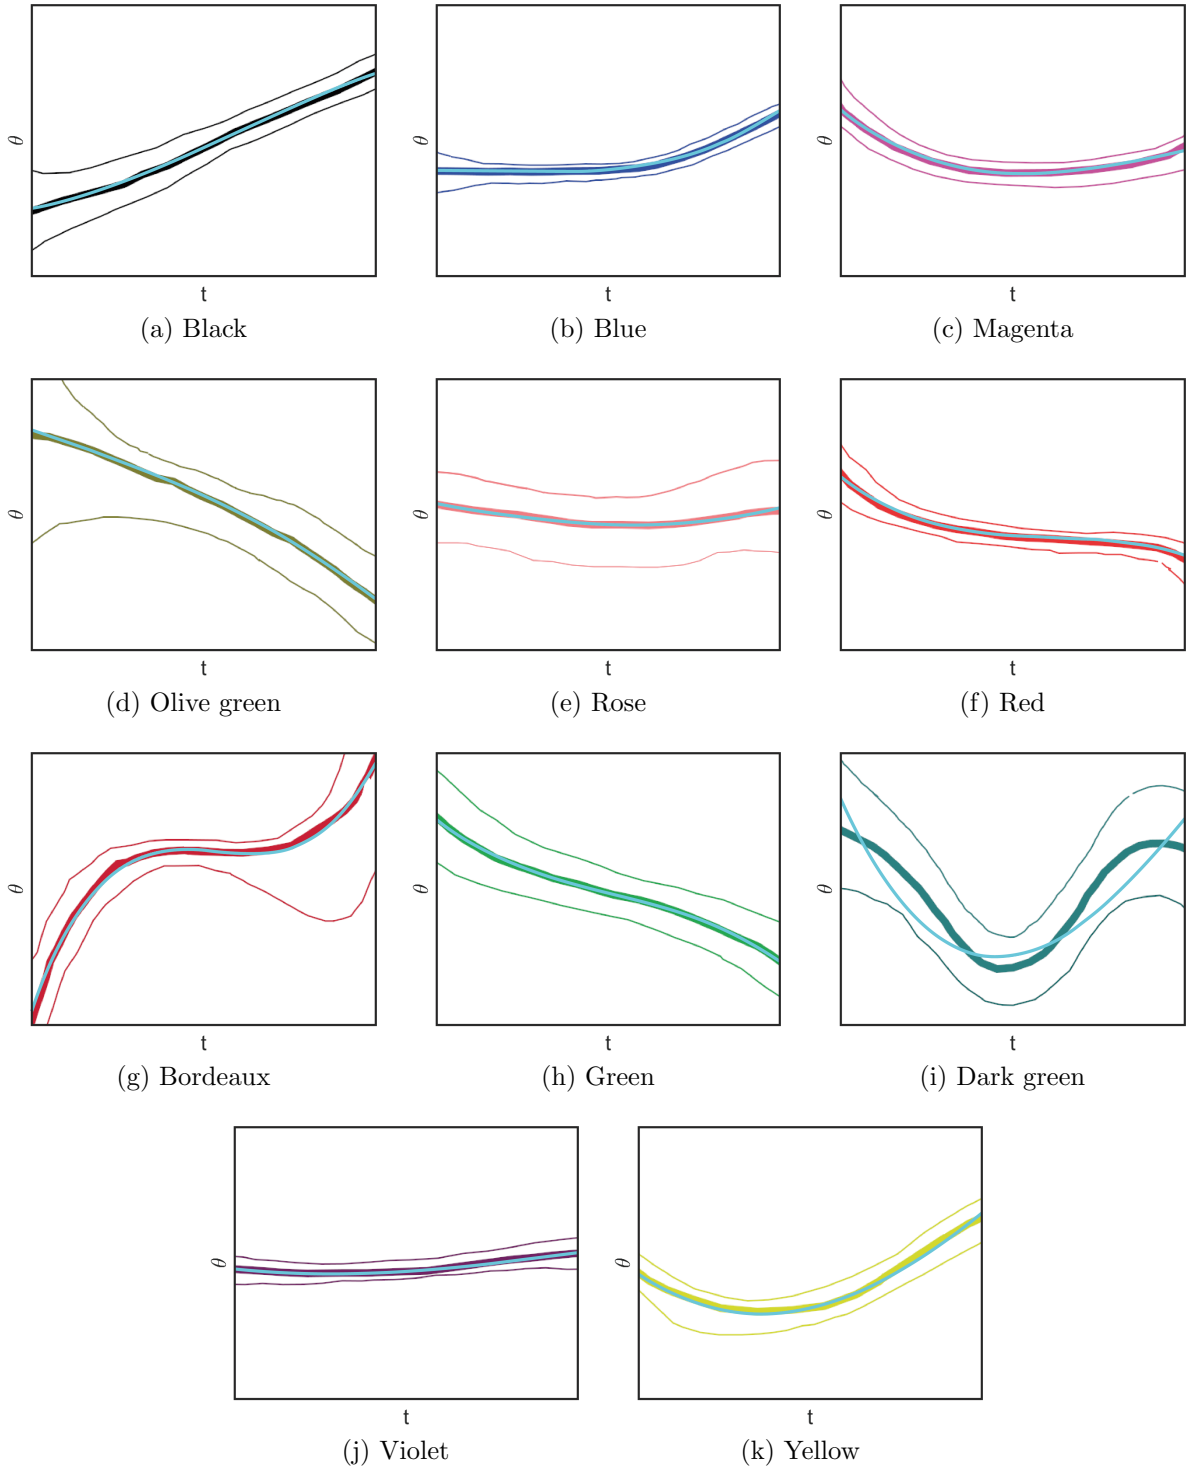 θ θ θ
t t t
(a) Black (b) Blue (c) Magenta
θ θ θ
t t t
(d) Olive green (e) Rose (f) Red
θ θ θ
t t t
(g) Bordeaux (h) Green (i) Dark green
θ θ
t t
(j) Violet (k) Yellow